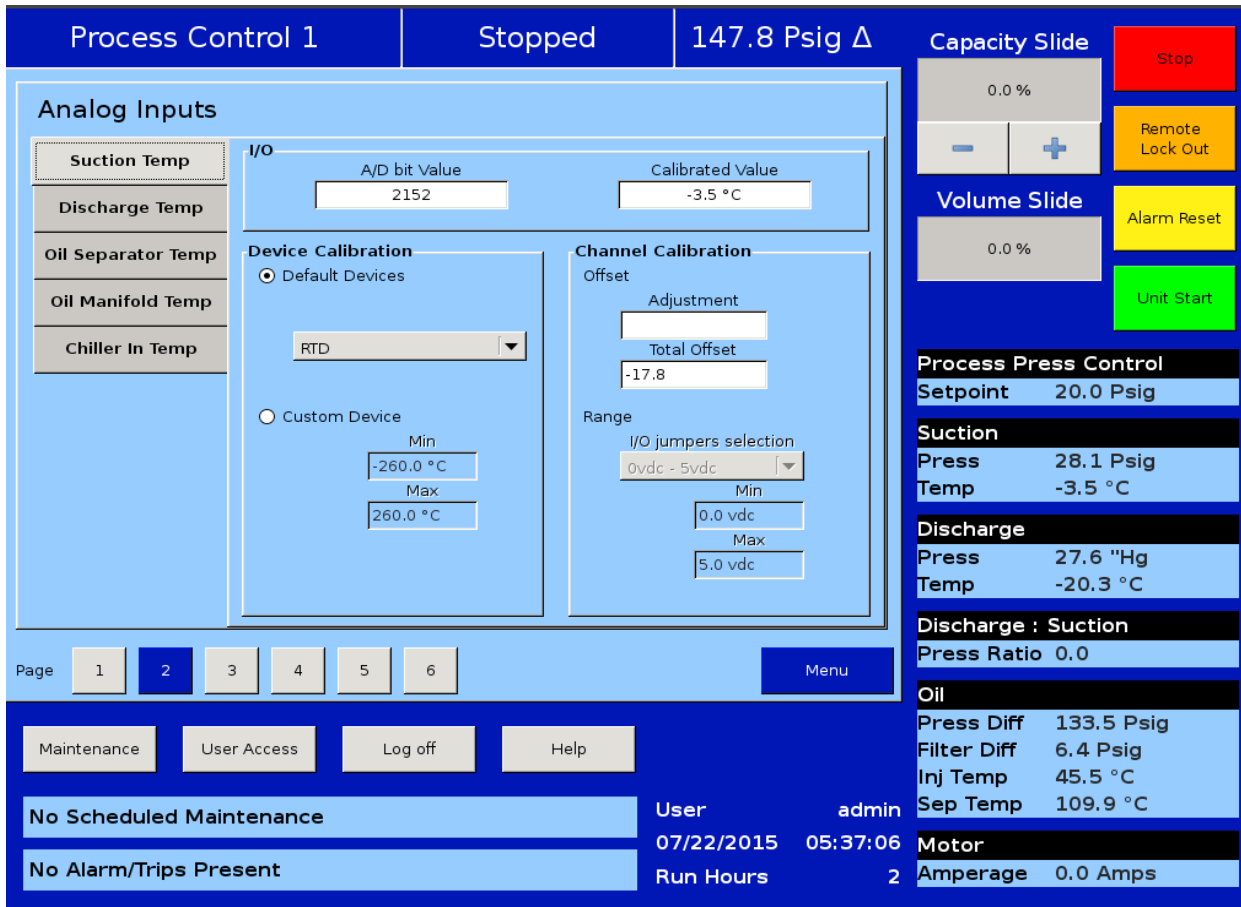 Process Control 1
Stopped
147.8 Psig Δ
Analog Inputs
Suction Temp
Discharge Temp
Oil Separator Temp
Oil Manifold Temp
Chiller In Temp
I/O
A/D bit Value
2152
Calibrated Value
-3.5 °C
Device Calibration
Default Devices
RTD
Custom Device
Min
-260.0 °C
Max
260.0 °C
Channel Calibration
Offset
Adjustment
Total Offset
-17.8
Range
I/O jumpers selection
0vdc - 5vdc
Min
0.0 vdc
Max
5.0 vdc
Page 1 2 3 4 5 6
Menu
Maintenance
User Access
Log off
Help
No Scheduled Maintenance
No Alarm/Trips Present
User admin
07/22/2015 05:37:06
Run Hours 2
Capacity Slide
0.0 %
Volume Slide
0.0 %
Stop
Remote
Lock Out
Alarm Reset
Unit Start
Process Press Control
Setpoint 20.0 Psig
Suction
Press 28.1 Psig
Temp -3.5 °C
Discharge
Press 27.6 "Hg
Temp -20.3 °C
Discharge : Suction
Press Ratio 0.0
Oil
Press Diff 133.5 Psig
Filter Diff 6.4 Psig
Inj Temp 45.5 °C
Sep Temp 109.9 °C
Motor
Amperage 0.0 Amps